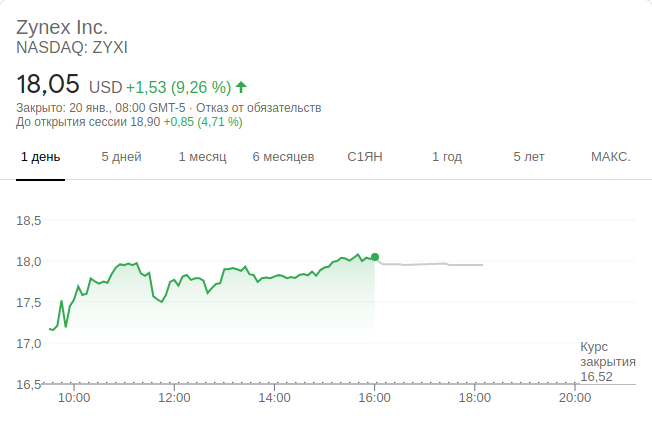 Zynex Inc.
NASDAQ: ZYXI
18,05 USD +1,53 (9,26 %)
Закрыто: 20 янв., 08:00 GMT-5 · Отказ от обязательств
До открытия сессии 18,90 +0,85 (4,71 %)
1 день 5 дней 1 месяц 6 месяцев С1ЯН 1 год 5 лет МАКС.
18,5
18,0
17,5
17,0
Курс
закрытия
16,52
16,5
10:00 12:00 14:00 16:00 18:00 20:00